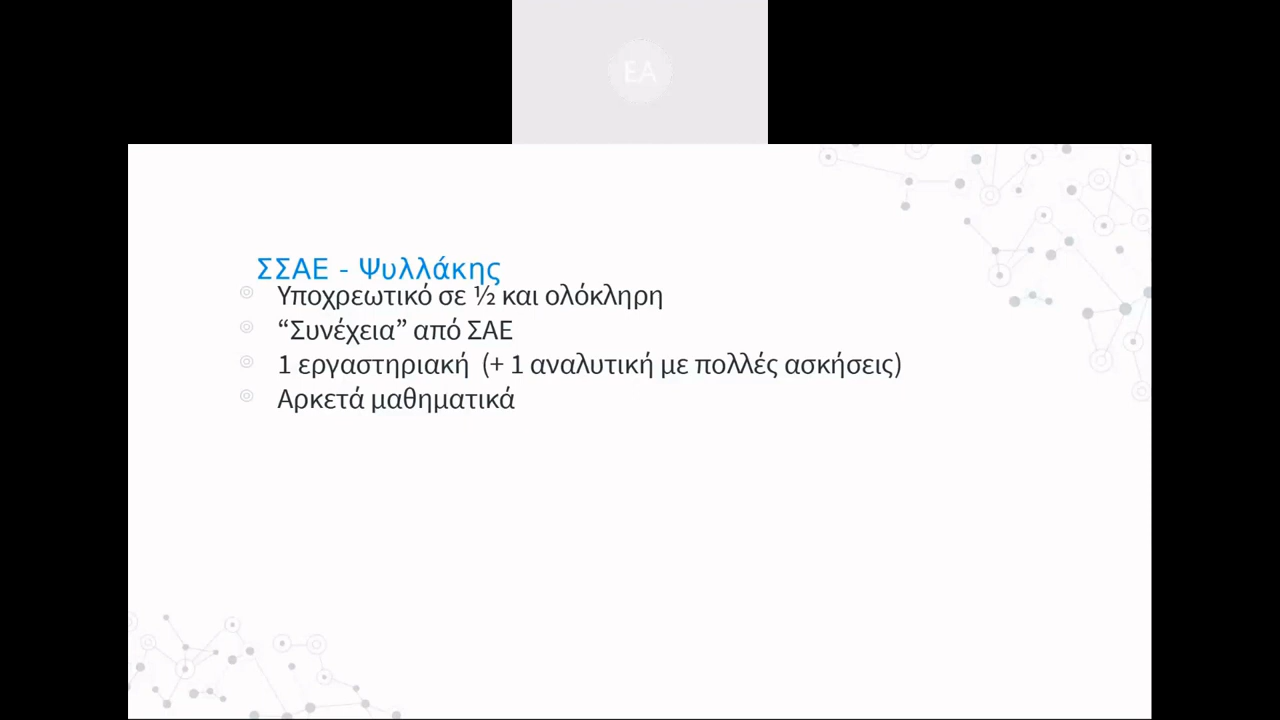 EA
ΣΣΑΕ - Ψυλλάκης
Υποχρεωτικό σε ½ και ολόκληρη
“Συνέχεια” από ΣΑΕ
1 εργαστηριακή (+ 1 αναλυτική με πολλές ασκήσεις)
Αρκετά μαθηματικά